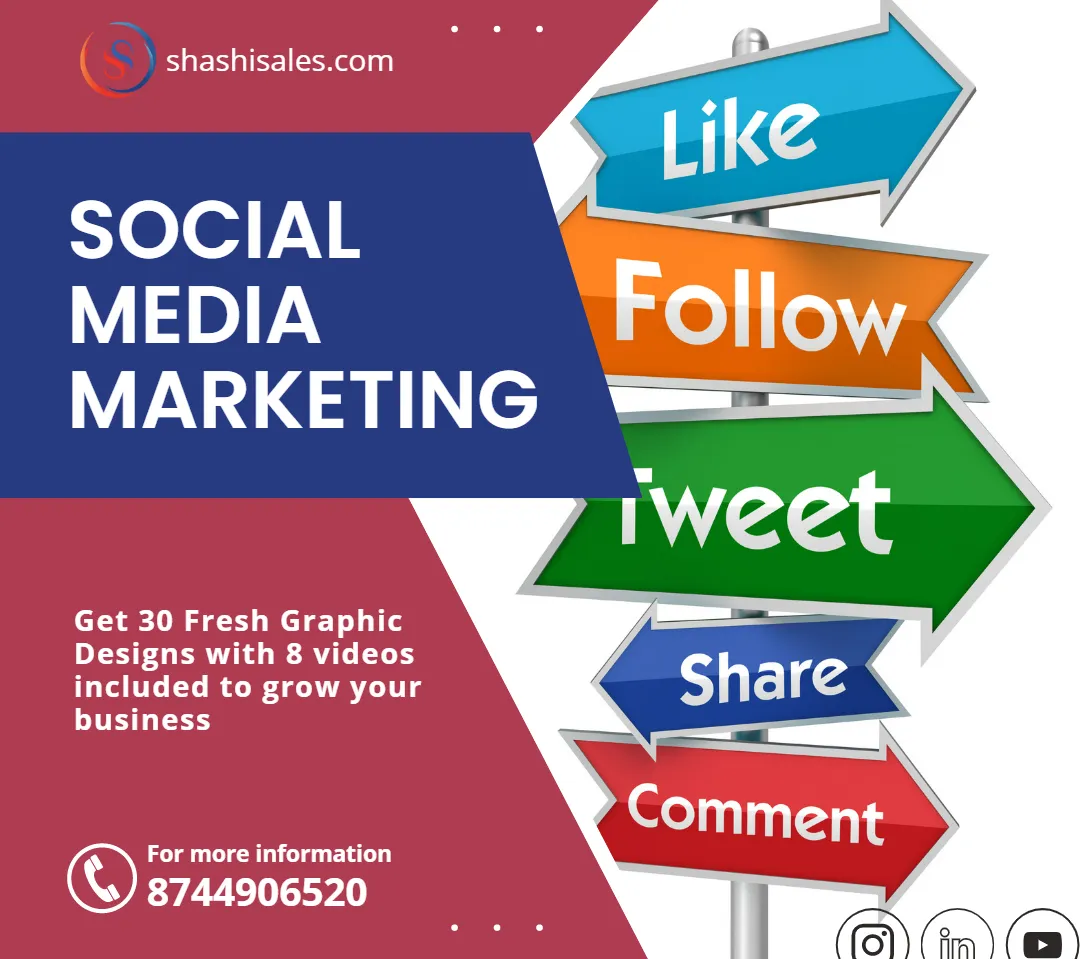 shashisales.com
SOCIAL
MEDIA
MARKETING
Get 30 Fresh Graphic
Designs with 8 videos
included to grow your
business
For more information
8744906520
Like
Follow
Tweet
Share
Comment
in